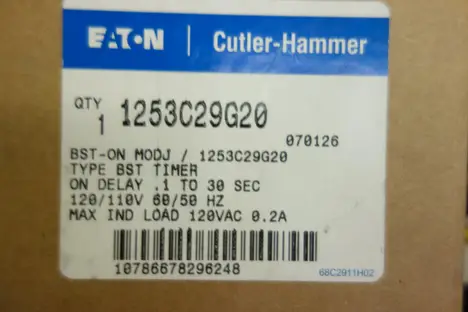 EATON | Cutler-Hammer
QTY 1253C29G20
1
070126
BST-ON MODJ / 1253C29G20
TYPE BST TIMER
ON DELAY .1 TO 30 SEC
120/110V 60/50 HZ
MAX IND LOAD 120VAC 0.2A
10786678296248
68C2911H02